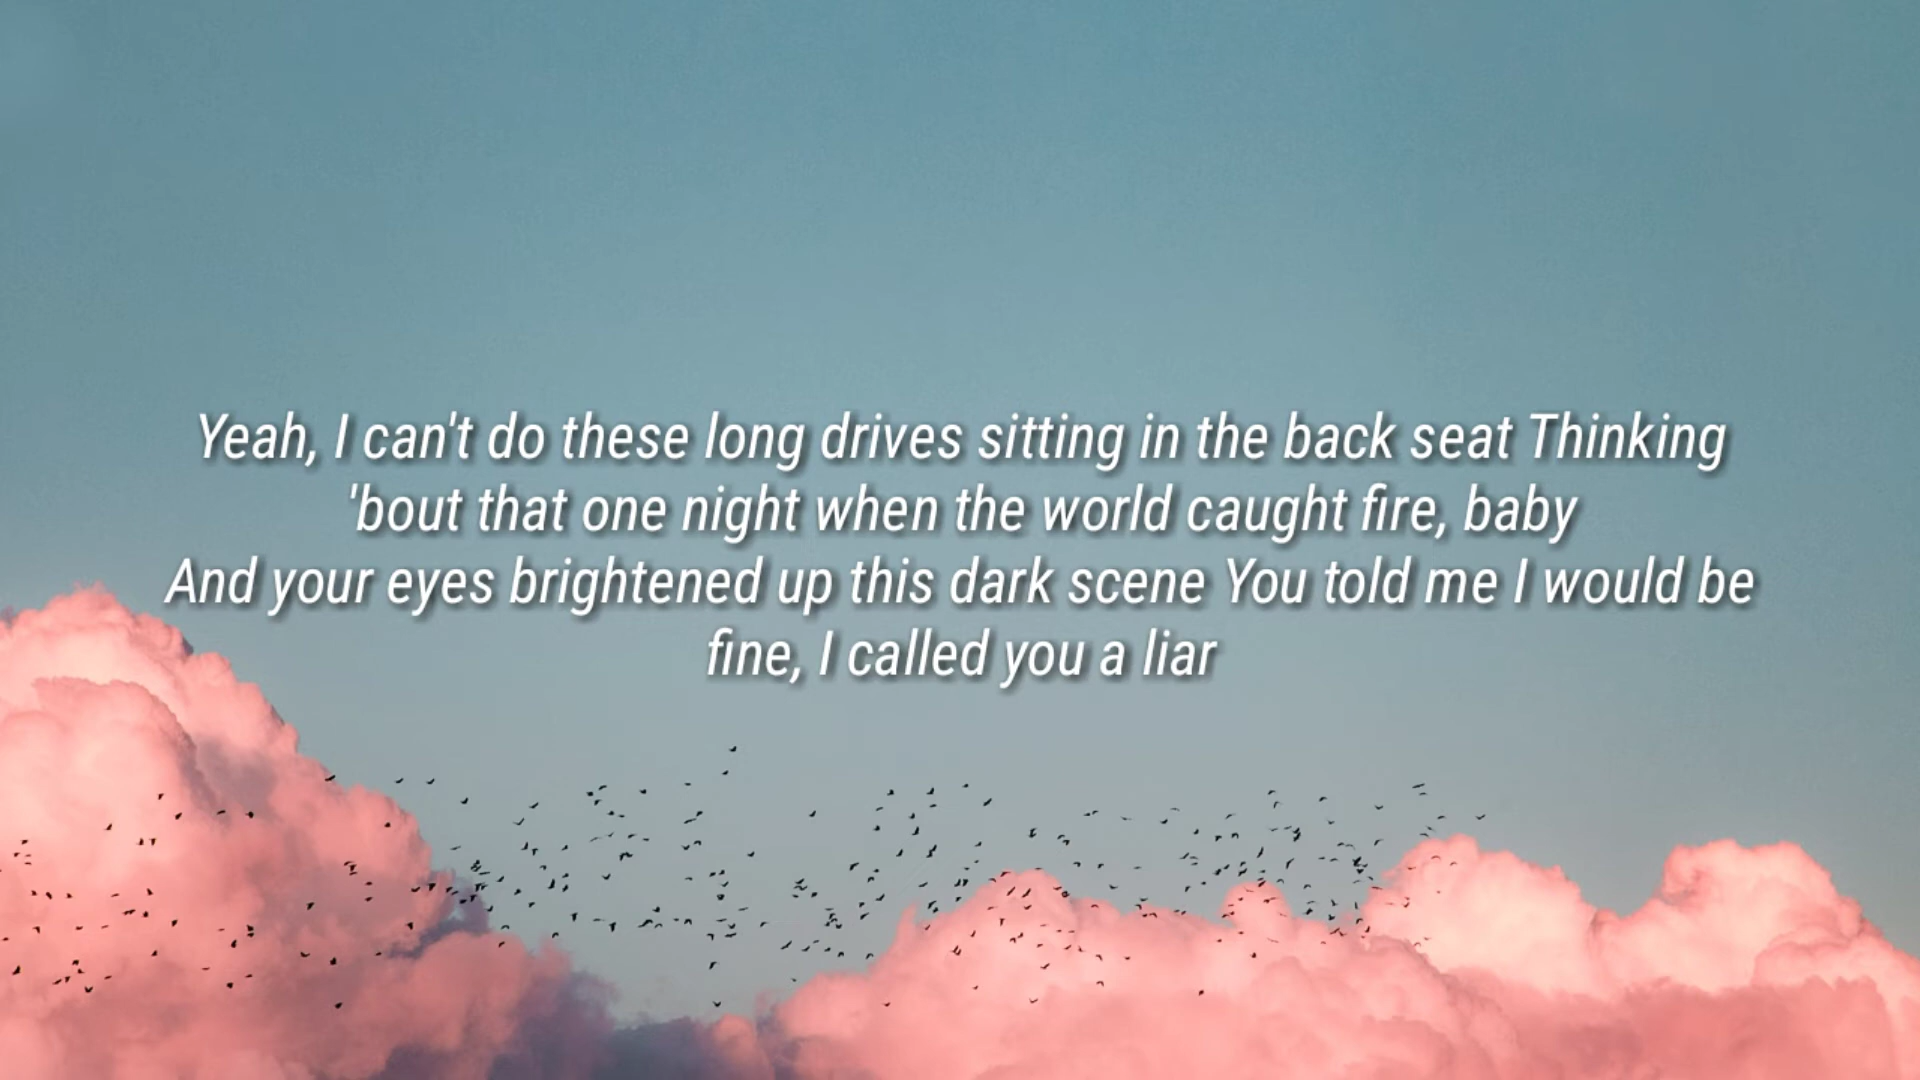 Yeah, I can't do these long drives sitting in the back seat Thinking
'bout that one night when the world caught fire, baby
And your eyes brightened up this dark scene You told me I would be
fine, I called you a liar